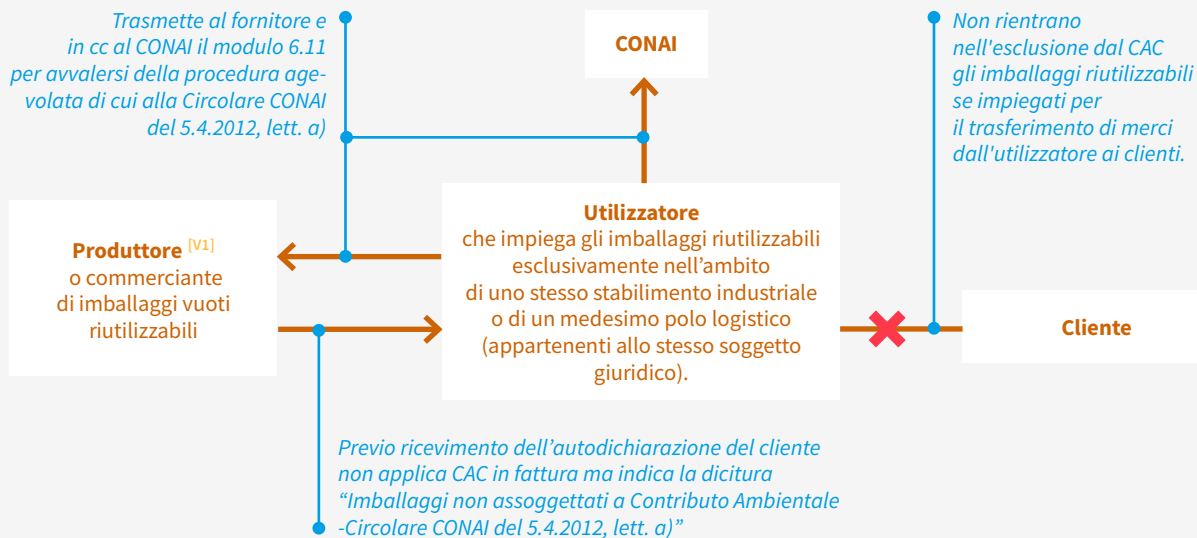 Trasmette al fornitore e
in cc al CONAI il modulo 6.11
per avvalersi della procedura age-
volata di cui alla Circolare CONAI
del 5.4.2012, lett. a)
CONAI
Non rientrano
nell'esclusione dal CAC
gli imballaggi riutilizzabili
se impiegati per
il trasferimento di merci
dall'utilizzatore ai clienti.
Produttore [V1]
o commerciante
di imballaggi vuoti
riutilizzabili
Utilizzatore
che impiega gli imballaggi riutilizzabili
esclusivamente nell’ambito
di uno stesso stabilimento industriale
o di un medesimo polo logistico
(appartenenti allo stesso soggetto
giuridico).
Cliente
Previo ricevimento dell’autodichiarazione del cliente
non applica CAC in fattura ma indica la dicitura
“Imballaggi non assoggettati a Contributo Ambientale
-Circolare CONAI del 5.4.2012, lett. a)”